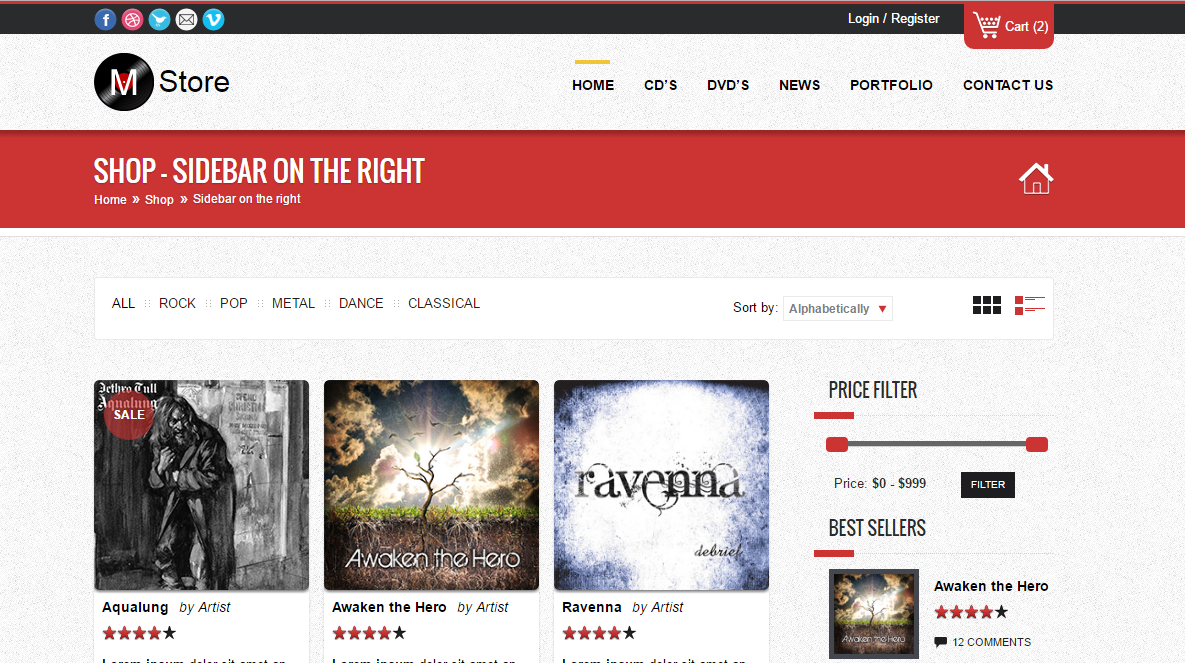 Login / Register
Cart (2)
M Store
HOME CD'S DVD'S NEWS PORTFOLIO CONTACT US
SHOP - SIDEBAR ON THE RIGHT
Home » Shop » Sidebar on the right
ALL ROCK POP METAL DANCE CLASSICAL
Sort by: Alphabetically
Jethro Tull
Aqualung
SALE
Awaken the Hero
ravenna
debrief
Aqualung by Artist
Awaken the Hero by Artist
Ravenna by Artist
PRICE FILTER
Price: $0 - $999
FILTER
BEST SELLERS
Awaken the Hero
Awaken the Hero
12 COMMENTS